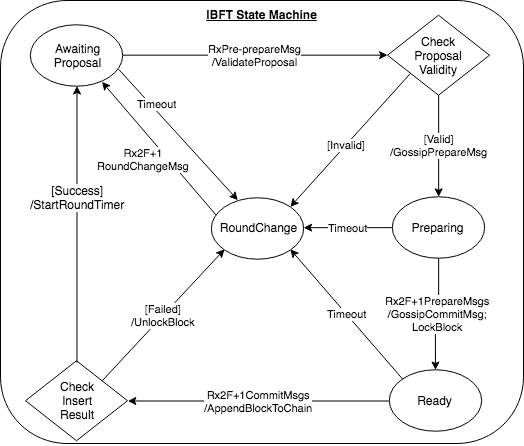 IBFT State Machine
Awaiting
Proposal
RxPre-prepareMsg
/ValidateProposal
Check
Proposal
Validity
Timeout
Rx2F+1
RoundChangeMsg
[Invalid]
[Valid]
/GossipPrepareMsg
[Success]
/StartRoundTimer
RoundChange
Timeout
Preparing
[Failed]
/UnlockBlock
Timeout
Rx2F+1PrepareMsgs
/GossipCommitMsg;
LockBlock
Check
Insert
Result
Rx2F+1CommitMsgs
/AppendBlockToChain
Ready